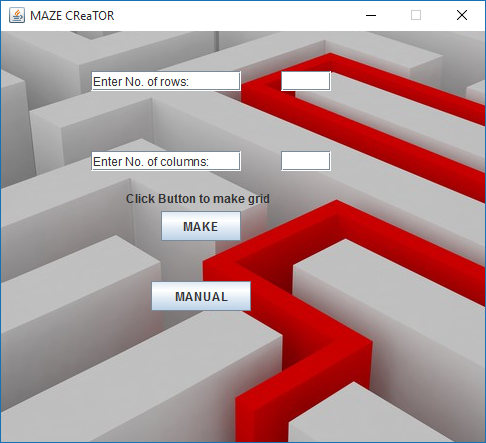 MAZE CReaTOR
Enter No. of rows:
Enter No. of columns:
Click Button to make grid
MAKE
MANUAL